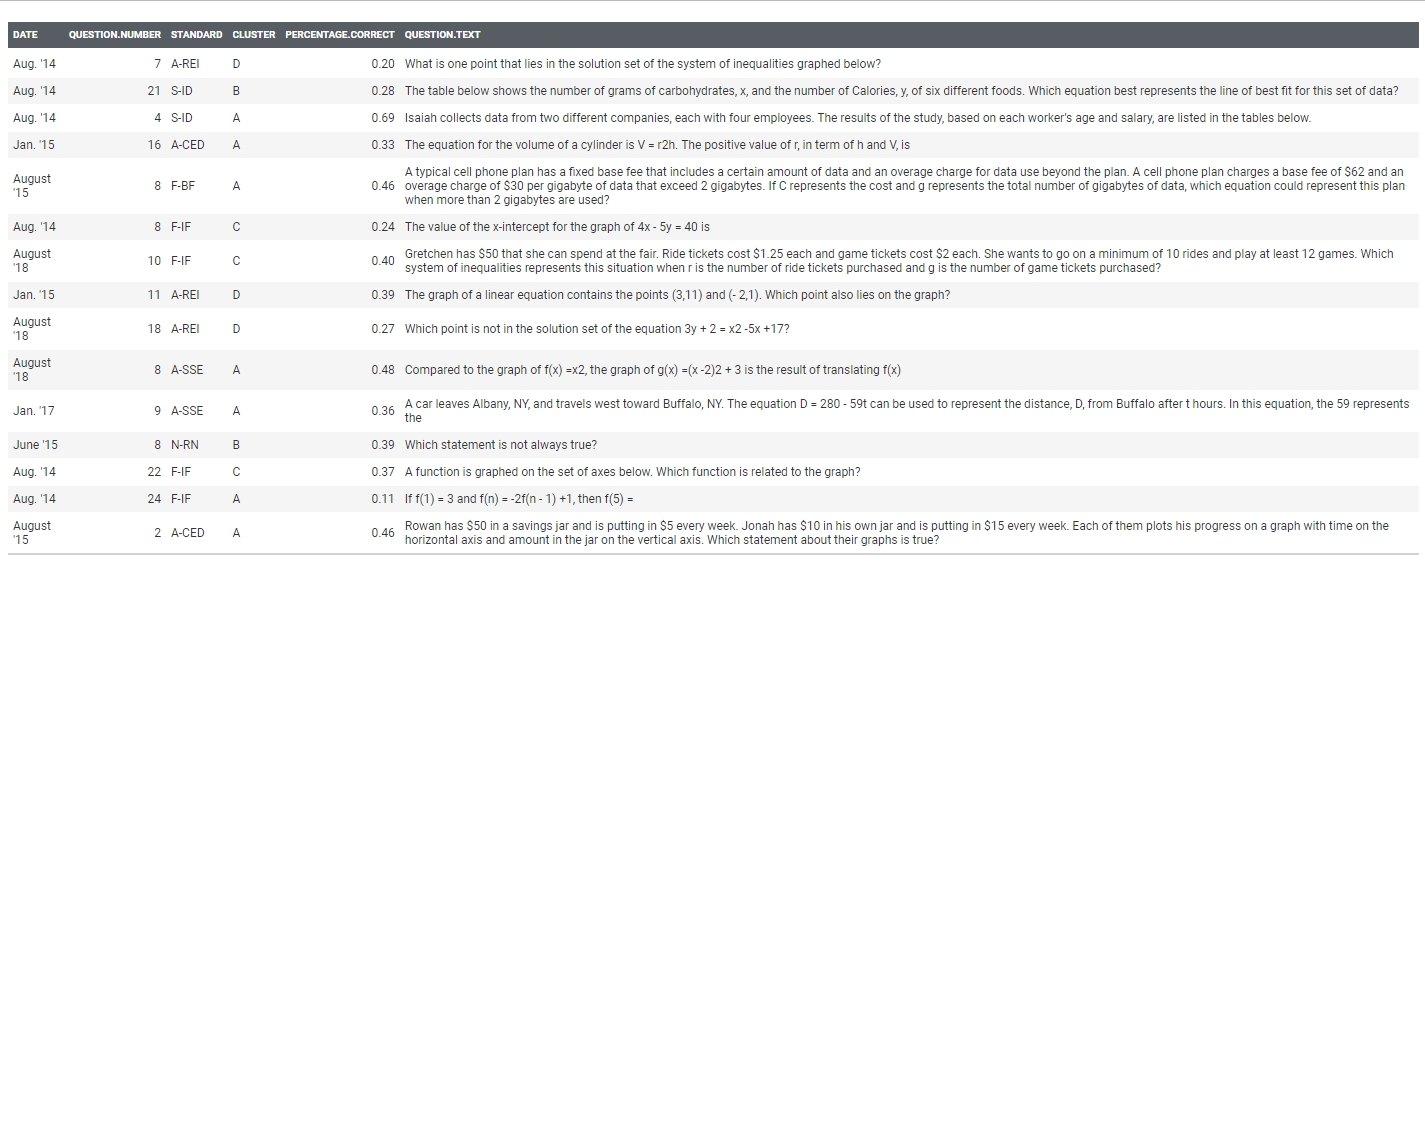 DATE QUESTION.NUMBER STANDARD CLUSTER PERCENTAGE.CORRECT QUESTION.TEXT
Aug. '14 7 A-REI D 0.20 What is one point that lies in the solution set of the system of inequalities graphed below?
Aug. '14 21 S-ID B 0.28 The table below shows the number of grams of carbohydrates, x, and the number of Calories, y, of six different foods. Which equation best represents the line of best fit for this set of data?
Aug. '14 4 S-ID A 0.69 Isaiah collects data from two different companies, each with four employees. The results of the study, based on each worker's age and salary, are listed in the tables below.
Jan. '15 16 A-CED A 0.33 The equation for the volume of a cylinder is V = r2h. The positive value of r, in term of h and V, is
August
'15
8 F-BF A 0.46
A typical cell phone plan has a fixed base fee that includes a certain amount of data and an overage charge for data use beyond the plan. A cell phone plan charges a base fee of $62 and an
overage charge of $30 per gigabyte of data that exceed 2 gigabytes. If C represents the cost and g represents the total number of gigabytes of data, which equation could represent this plan
when more than 2 gigabytes are used?
Aug. '14 8 F-IF C 0.24 The value of the x-intercept for the graph of 4x - 5y = 40 is
August
'18
10 F-IF C 0.40
Gretchen has $50 that she can spend at the fair. Ride tickets cost $1.25 each and game tickets cost $2 each. She wants to go on a minimum of 10 rides and play at least 12 games. Which
system of inequalities represents this situation when r is the number of ride tickets purchased and g is the number of game tickets purchased?
Jan. '15 11 A-REI D 0.39 The graph of a linear equation contains the points (3,11) and (- 2,1). Which point also lies on the graph?
August
'18
18 A-REI D 0.27 Which point is not in the solution set of the equation 3y + 2 = x2 -5x +17?
August
'18
8 A-SSE A 0.48 Compared to the graph of f(x) =x2, the graph of g(x) =(x -2)2 + 3 is the result of translating f(x)
Jan. '17 9 A-SSE A 0.36
A car leaves Albany, NY, and travels west toward Buffalo, NY. The equation D = 280 - 59t can be used to represent the distance, D, from Buffalo after t hours. In this equation, the 59 represents
the
June '15 8 N-RN B 0.39 Which statement is not always true?
Aug. '14 22 F-IF C 0.37 A function is graphed on the set of axes below. Which function is related to the graph?
Aug. '14 24 F-IF A 0.11 If f(1) = 3 and f(n) = -2f(n - 1) +1, then f(5) =
August
'15
2 A-CED A 0.46
Rowan has $50 in a savings jar and is putting in $5 every week. Jonah has $10 in his own jar and is putting in $15 every week. Each of them plots his progress on a graph with time on the
horizontal axis and amount in the jar on the vertical axis. Which statement about their graphs is true?